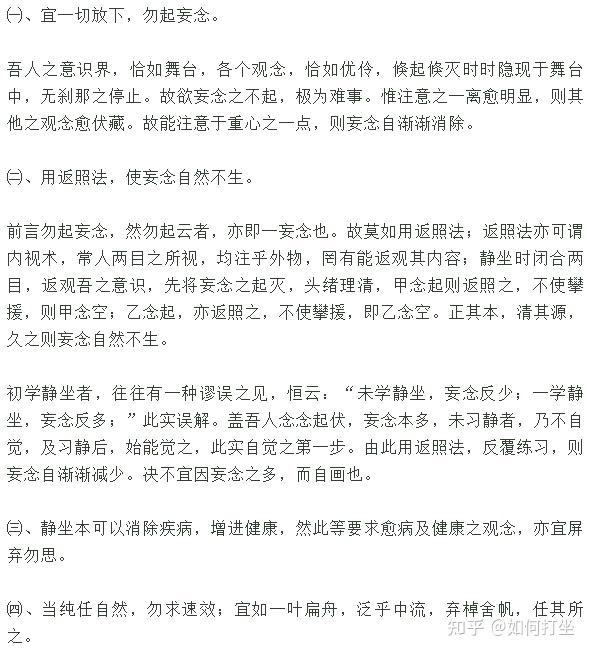 ㈠、宜一切放下，勿起妄念。
吾人之意识界，恰如舞台，各个观念，恰如优伶，倏起倏灭时时隐现于舞台
中，无刹那之停止。故欲妄念之不起，极为难事。惟注意之一离愈明显，则其
他之观念愈伏藏。故能注意于重心之一点，则妄念自渐渐消除。
㈡、用返照法，使妄念自然不生。
前言勿起妄念，然勿起云者，亦即一妄念也。故莫如用返照法；返照法亦可谓
内视术，常人两目之所视，均注乎外物，罔有能返观其内容；静坐时闭合两
目，返观吾之意识，先将妄念之起灭，头绪理清，甲念起则返照之，不使攀
援，则甲念空；乙念起，亦返照之，不使攀援，即乙念空。正其本，清其源，
久之则妄念自然不生。
初学静坐者，往往有一种谬误之见，恒云：“未学静坐，妄念反少；一学静
坐，妄念反多；”此实误解。盖吾人念念起伏，妄念本多，未习静者，乃不自
觉，及习静后，始能觉之，此实自觉之第一步。由此用返照法，反覆练习，则
妄念自渐渐减少。决不宜因妄念之多，而自画也。
㈢、静坐本可以消除疾病，增进健康，然此等要求愈病及健康之观念，亦宜屏
弃勿思。
㈣、当纯任自然，勿求速效；宜如一叶扁舟，泛乎中流，弃棹舍帆，任其所
之。
知乎 @如何打坐